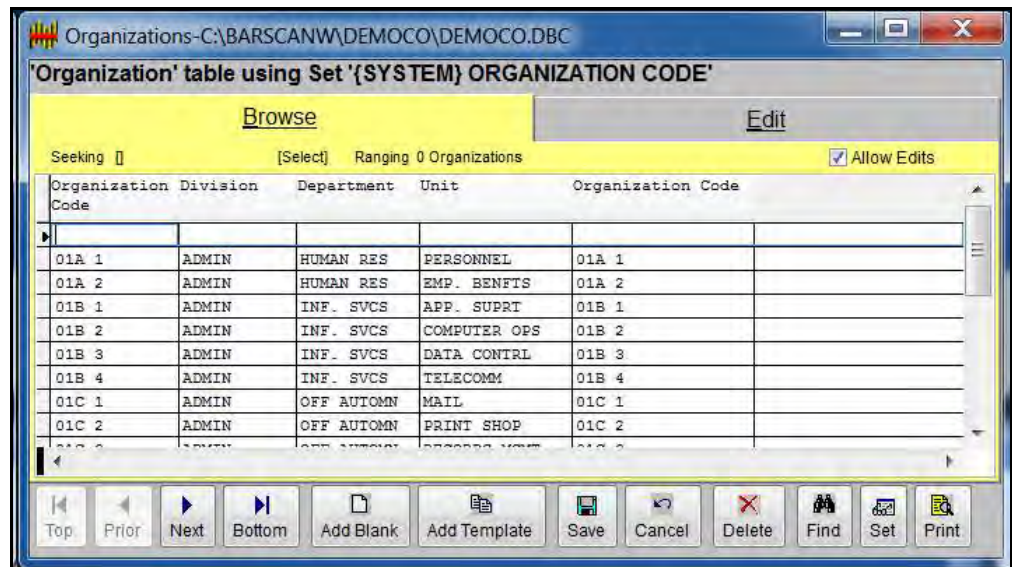 Organizations-C:\BARSCANW\DEMOCO\DEMOCO.DBC
'Organization' table using Set '{SYSTEM} ORGANIZATION CODE'
Browse Edit
Seeking [] [Select] Ranging 0 Organizations Allow Edits
Organization Division Department Unit Organization Code
Code
01A 1 ADMIN HUMAN RES PERSONNEL 01A 1
01A 2 ADMIN HUMAN RES EMP. BENFTS 01A 2
01B 1 ADMIN INF. SVCS APP. SUPRT 01B 1
01B 2 ADMIN INF. SVCS COMPUTER OPS 01B 2
01B 3 ADMIN INF. SVCS DATA CONTRL 01B 3
01B 4 ADMIN INF. SVCS TELECOMM 01B 4
01C 1 ADMIN OFF AUTOMN MAIL 01C 1
01C 2 ADMIN OFF AUTOMN PRINT SHOP 01C 2
Top Prior Next Bottom Add Blank Add Template Save Cancel Delete Find Set Print